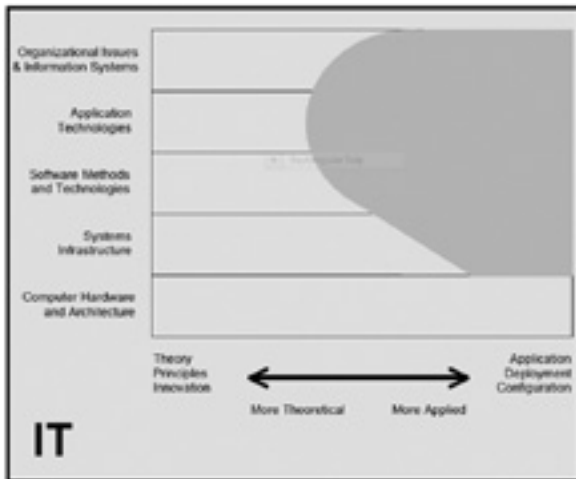 Organizational Issues
& Information Systems
Application
Technologies
Software Methods
and Technologies
Systems
Infrastructure
Computer Hardware
and Architecture
Theory
Principles
Innovation
Application
Deployment
Configuration
More Theoretical
More Applied
IT